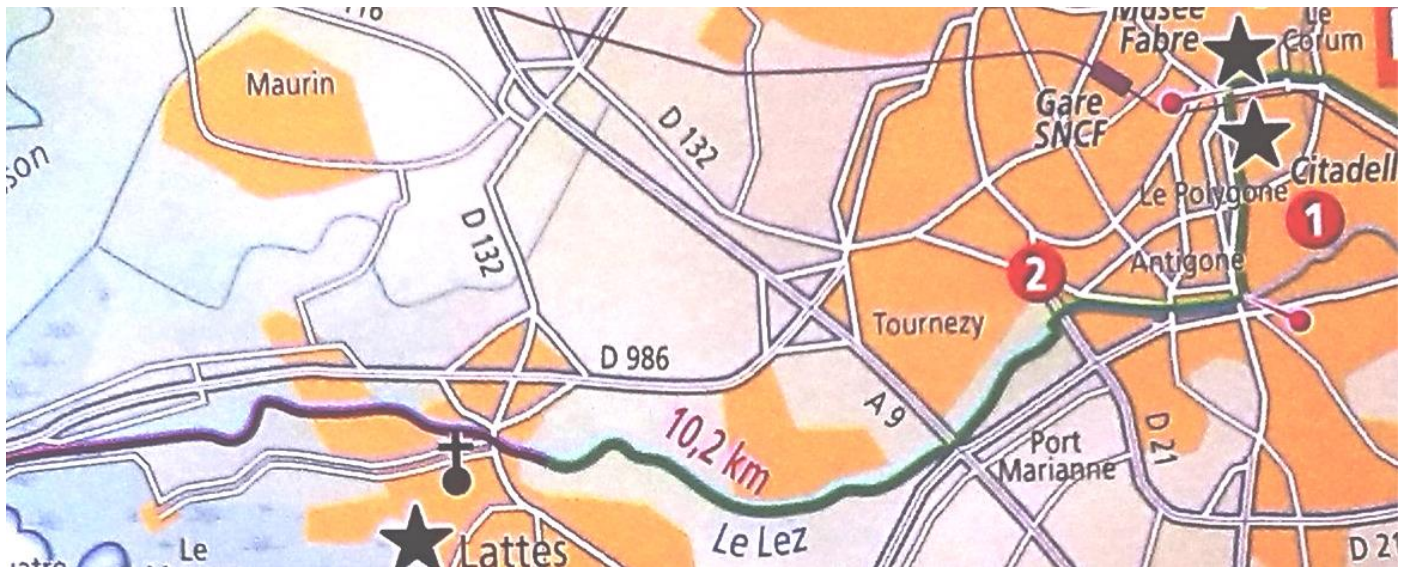 Musée
Fabre
Le
Corum
Maurin
Gare
SNCF
D 132
Citadell
Le Polygone
1
son
D 132
Antigone
2
Tournezy
D 986
A 9
10,2 km
Port
Marianne
D 21
Le Lez
Le
Lattes
D 21